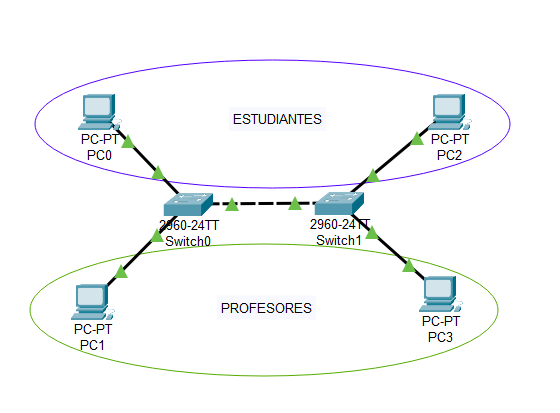 ESTUDIANTES
PC-PT
PC0
PC-PT
PC2
2960-24TT
Switch0
2960-24TT
Switch1
PROFESORES
PC-PT
PC1
PC-PT
PC3